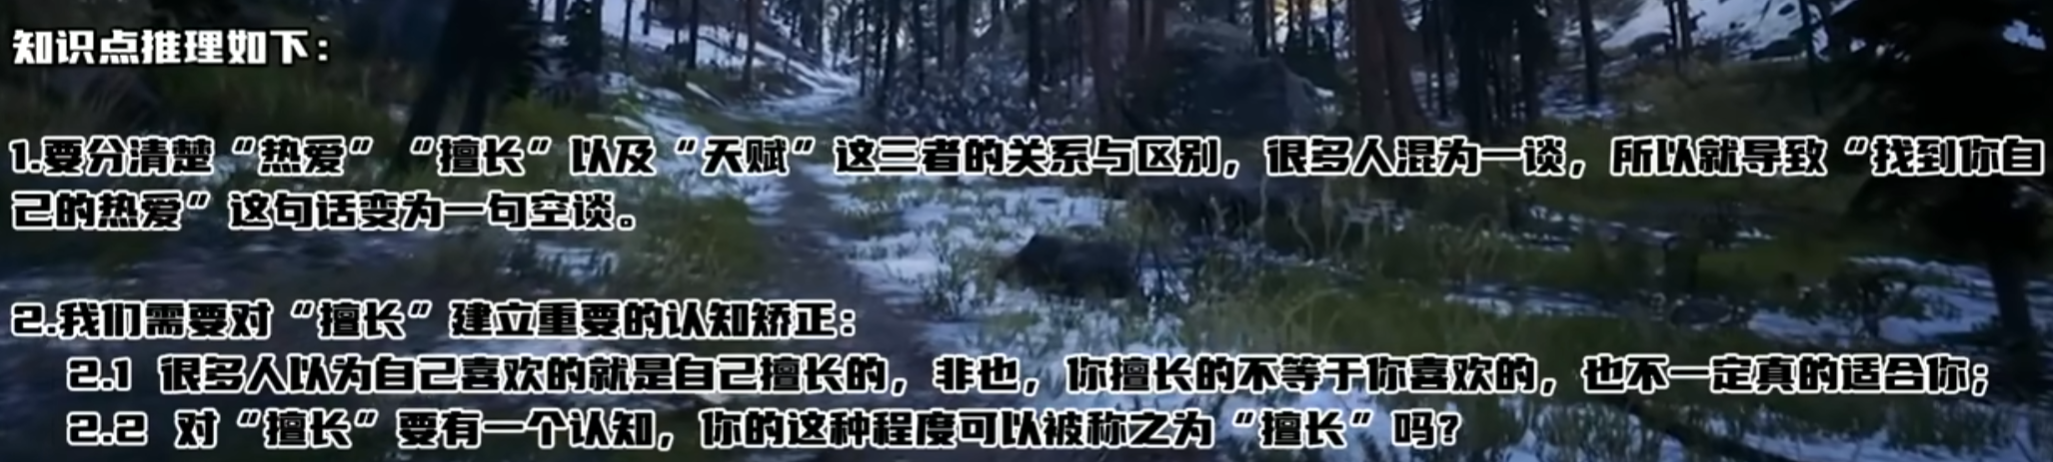 知识点推理如下：
1.要分清楚“热爱”“擅长”以及“天赋”这三者的关系与区别，很多人混为一谈，所以就导致“找到你自
己的热爱”这句话变为一句空谈。
2.我们需要对“擅长”建立重要的认知矫正：
2.1 很多人以为自己喜欢的就是自己擅长的，非也，你擅长的不等于你喜欢的，也不一定真的适合你；
2.2 对“擅长”要有一个认知，你的这种程度可以被称之为“擅长”吗？